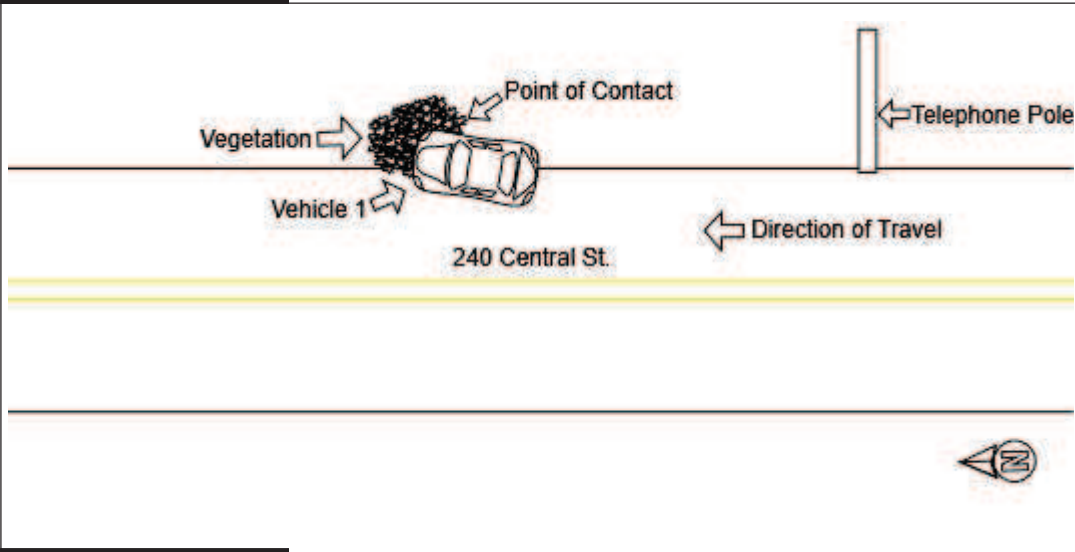 Point of Contact
Telephone Pole
Vegetation
Vehicle 1
Direction of Travel
240 Central St.
N